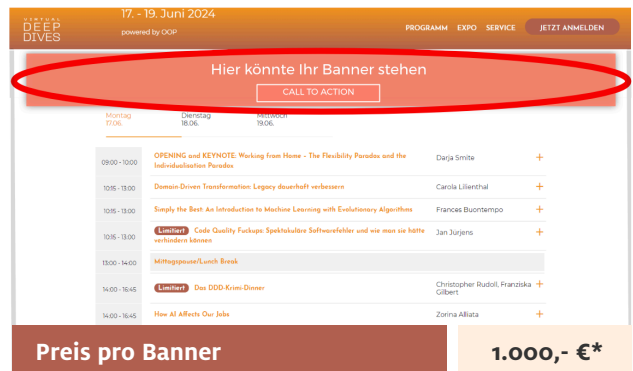 VIRTUAL
DEEP
DIVES
17. - 19. Juni 2024
powered by OOP
PROGRAMM EXPO SERVICE JETZT ANMELDEN
Hier könnte Ihr Banner stehen
CALL TO ACTION
Montag Dienstag Mittwoch
17.06. 18.06. 19.06.
09:00 - 10:00 OPENING und KEYNOTE: Working from Home – The Flexibility Paradox and the Darja Smite +
Individualisation Paradox
10:15 - 13:00 Domain-Driven Transformation: Legacy dauerhaft verbessern Carola Lilienthal +
10:15 - 13:00 Simply the Best: An Introduction to Machine Learning with Evolutionary Algorithms Frances Buontempo +
10:15 - 13:00 Limitiert Code Quality Fuckups: Spektakuläre Softwarefehler und wie man sie hätte Jan Jürjens +
verhindern können
13:00 - 14:00 Mittagspause/Lunch Break
14:00 - 16:45 Limitiert Das DDD-Krimi-Dinner Christopher Rudoll, Franziska +
Gilbert
14:00 - 16:45 How AI Affects Our Jobs Zorina Alliata +
Preis pro Banner 1.000,- €*